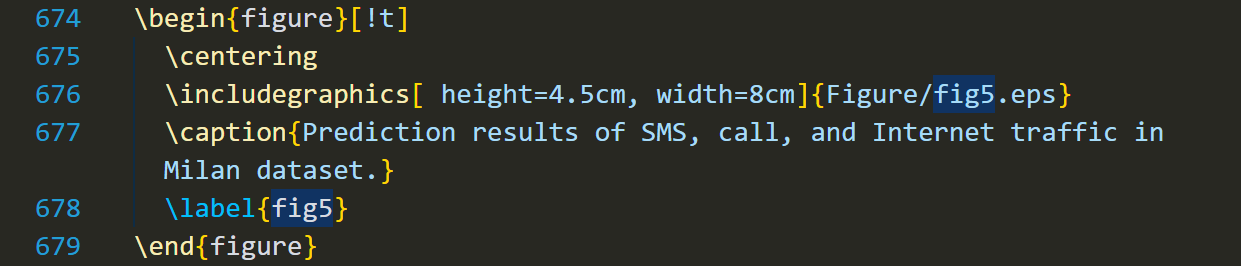 674 \begin{figure}[!t]
675 \centering
676 \includegraphics[ height=4.5cm, width=8cm]{Figure/fig5.eps}
677 \caption{Prediction results of SMS, call, and Internet traffic in
Milan dataset.}
678 \label{fig5}
679 \end{figure}